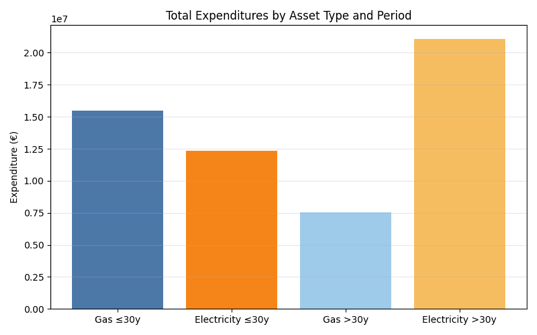 Total Expenditures by Asset Type and Period
1e7
2.00
1.75
1.50
1.25
1.00
0.75
0.50
0.25
0.00
Expenditure (€)
Gas ≤30y
Electricity ≤30y
Gas >30y
Electricity >30y